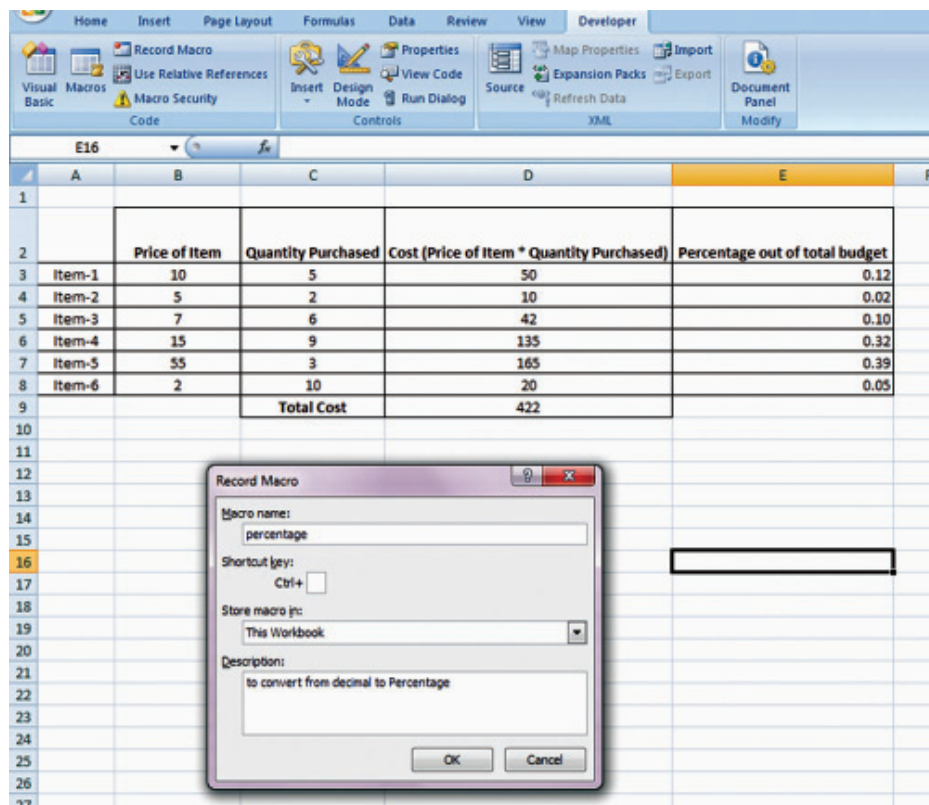 Home Insert Page Layout Formulas Data Review View Developer
Visual Basic
Macros
Record Macro
Use Relative References
Macro Security
Code
Insert
Design Mode
Properties
View Code
Run Dialog
Controls
Source
Map Properties
Expansion Packs
Refresh Data
Import
Export
XML
Document Panel
Modify
E16 fx
A B C D E
1
2 Price of Item Quantity Purchased Cost (Price of Item * Quantity Purchased) Percentage out of total budget
3 Item-1 10 5 50 0.12
4 Item-2 5 2 10 0.02
5 Item-3 7 6 42 0.10
6 Item-4 15 9 135 0.32
7 Item-5 55 3 165 0.39
8 Item-6 2 10 20 0.05
9 Total Cost 422
10
11
12
13
14
15
16
17
18
19
20
21
22
23
24
25
26
27
Record Macro
Macro name:
percentage
Shortcut key:
Ctrl+
Store macro in:
This Workbook
Description:
to convert from decimal to Percentage
OK Cancel